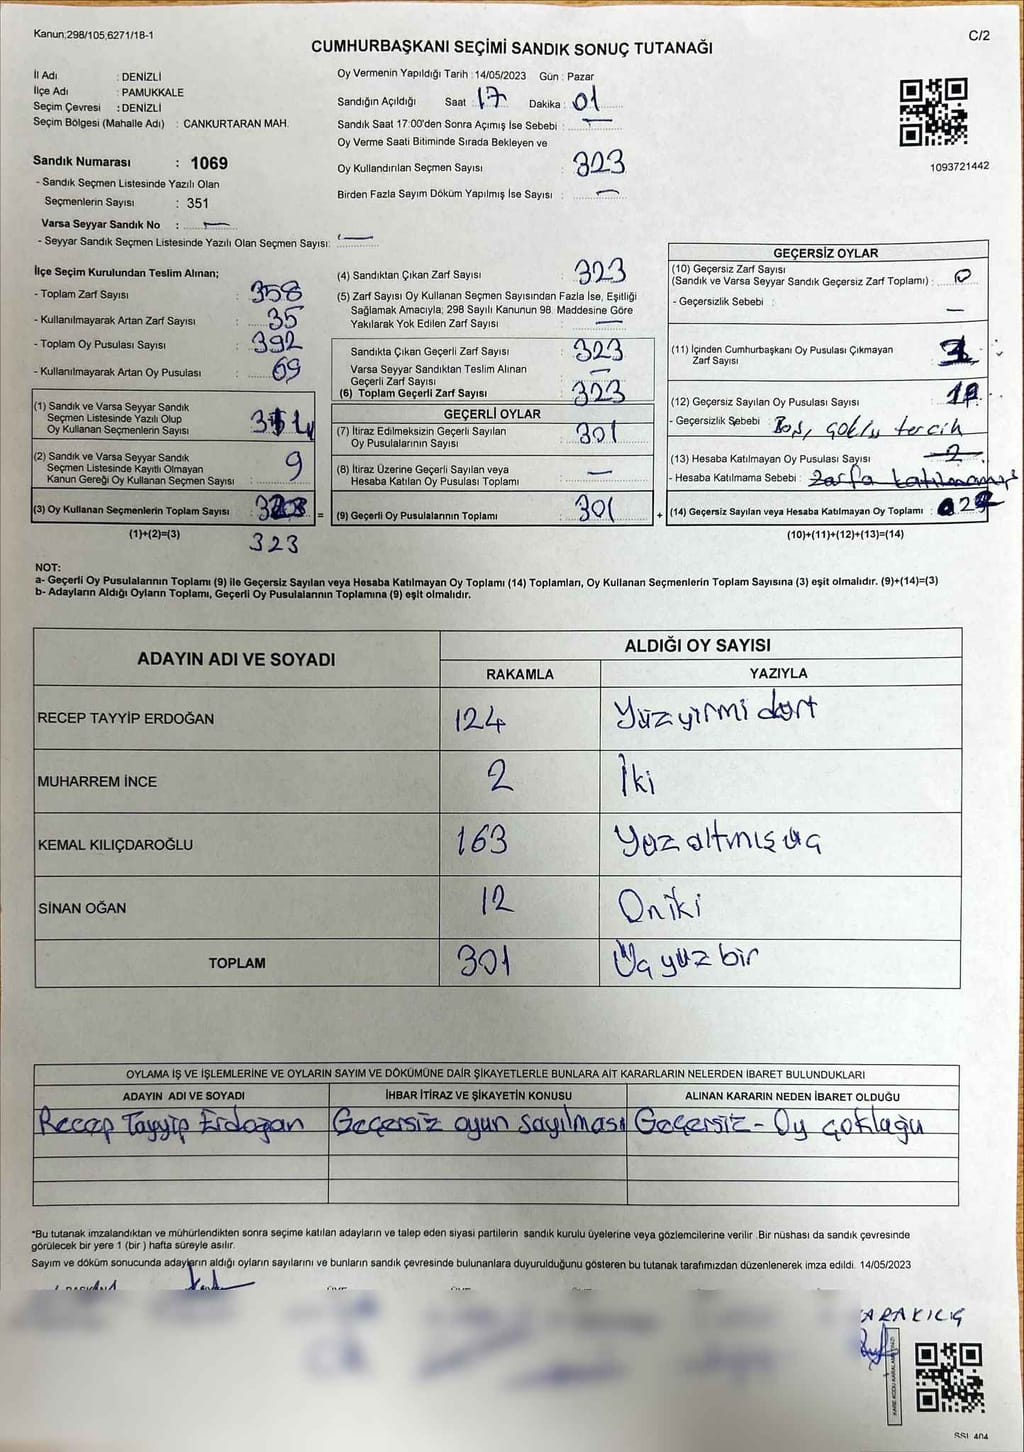 Kanun;298/105,6271/18-1
C/2
CUMHURBAŞKANI SEÇİMİ SANDIK SONUÇ TUTANAĞI
İl Adı : DENİZLİ
İlçe Adı : PAMUKKALE
Seçim Çevresi : DENİZLİ
Seçim Bölgesi (Mahalle Adı) : CANKURTARAN MAH.
Sandık Numarası : 1069
- Sandık Seçmen Listesinde Yazılı Olan
Seçmenlerin Sayısı : 351
Varsa Seyyar Sandık No : —
- Seyyar Sandık Seçmen Listesinde Yazılı Olan Seçmen Sayısı: —
Oy Vermenin Yapıldığı Tarih : 14/05/2023 Gün : Pazar
Sandığın Açıldığı Saat : 17 Dakika : 01
Sandık Saat 17:00'den Sonra Açımış İse Sebebi : —
Oy Verme Saati Bitiminde Sırada Bekleyen ve
Oy Kullandırılan Seçmen Sayısı : 323
Birden Fazla Sayım Döküm Yapılmış İse Sayısı : —
1093721442
İlçe Seçim Kurulundan Teslim Alınan;
- Toplam Zarf Sayısı : 358
- Kullanılmayarak Artan Zarf Sayısı : 35
- Toplam Oy Pusulası Sayısı : 392
- Kullanılmayarak Artan Oy Pusulası : 69
(1) Sandık ve Varsa Seyyar Sandık
Seçmen Listesinde Yazılı Olup
Oy Kullanan Seçmenlerin Sayısı :
(2) Sandık ve Varsa Seyyar Sandık
Seçmen Listesinde Kayıtlı Olmayan
Kanun Gereği Oy Kullanan Seçmen Sayısı : 9
(3) Oy Kullanan Seçmenlerin Toplam Sayısı :
(1)+(2)=(3)
323
(4) Sandıktan Çıkan Zarf Sayısı : 323
(5) Zarf Sayısı Oy Kullanan Seçmen Sayısından Fazla İse, Eşitliği
Sağlamak Amacıyla; 298 Sayılı Kanunun 98. Maddesine Göre
Yakılarak Yok Edilen Zarf Sayısı : —
Sandıkta Çıkan Geçerli Zarf Sayısı : 323
Varsa Seyyar Sandıktan Teslim Alınan
Geçerli Zarf Sayısı : —
(6) Toplam Geçerli Zarf Sayısı : 323
GEÇERLİ OYLAR
(7) İtiraz Edilmeksizin Geçerli Sayılan
Oy Pusulalarının Sayısı : 301
(8) İtiraz Üzerine Geçerli Sayılan veya
Hesaba Katılan Oy Pusulası Toplamı : —
= (9) Geçerli Oy Pusulalarının Toplamı : 301
GEÇERSİZ OYLAR
(10) Geçersiz Zarf Sayısı
(Sandık ve Varsa Seyyar Sandık Geçersiz Zarf Toplamı) : 0
- Geçersizlik Sebebi : —
(11) İçinden Cumhurbaşkanı Oy Pusulası Çıkmayan
Zarf Sayısı :
(12) Geçersiz Sayılan Oy Pusulası Sayısı :
- Geçersizlik Sebebi : Boş, çoklu tercih
(13) Hesaba Katılmayan Oy Pusulası Sayısı : 2
- Hesaba Katılmama Sebebi : Zarfa katılmamış
+ (14) Geçersiz Sayılan veya Hesaba Katılmayan Oy Toplamı :
(10)+(11)+(12)+(13)=(14)
NOT:
a- Geçerli Oy Pusulalarının Toplamı (9) ile Geçersiz Sayılan veya Hesaba Katılmayan Oy Toplamı (14) Toplamları, Oy Kullanan Seçmenlerin Toplam Sayısına (3) eşit olmalıdır. (9)+(14)=(3)
b- Adayların Aldığı Oyların Toplamı, Geçerli Oy Pusulalarının Toplamına (9) eşit olmalıdır.
ADAYIN ADI VE SOYADI ALDIĞI OY SAYISI
RAKAMLA YAZIYLA
RECEP TAYYİP ERDOĞAN 124 Yüzyirmi dört
MUHARREM İNCE 2 İki
KEMAL KILIÇDAROĞLU 163 Yüz altmış üç
SİNAN OĞAN 12 Oniki
TOPLAM 301 Üç yüz bir
OYLAMA İŞ VE İŞLEMLERİNE VE OYLARIN SAYIM VE DÖKÜMÜNE DAİR ŞİKAYETLERLE BUNLARA AİT KARARLARIN NELERDEN İBARET BULUNDUKLARI
ADAYIN ADI VE SOYADI İHBAR İTİRAZ VE ŞİKAYETİN KONUSU ALINAN KARARIN NEDEN İBARET OLDUĞU
Recep Tayyip Erdoğan Geçersiz oyun sayılması Geçersiz - Oy çokluğu
*Bu tutanak imzalandıktan ve mühürlendikten sonra seçime katılan adayların ve talep eden siyasi partilerin sandık kurulu üyelerine veya gözlemcilerine verilir .Bir nüshası da sandık çevresinde
görülecek bir yere 1 (bir ) hafta süreyle asılır.
Sayım ve döküm sonucunda adayların aldığı oyların sayılarını ve bunların sandık çevresinde bulunanlara duyurulduğunu gösteren bu tutanak tarafımızdan düzenlenerek imza edildi. 14/05/2023
KARAKILIÇ